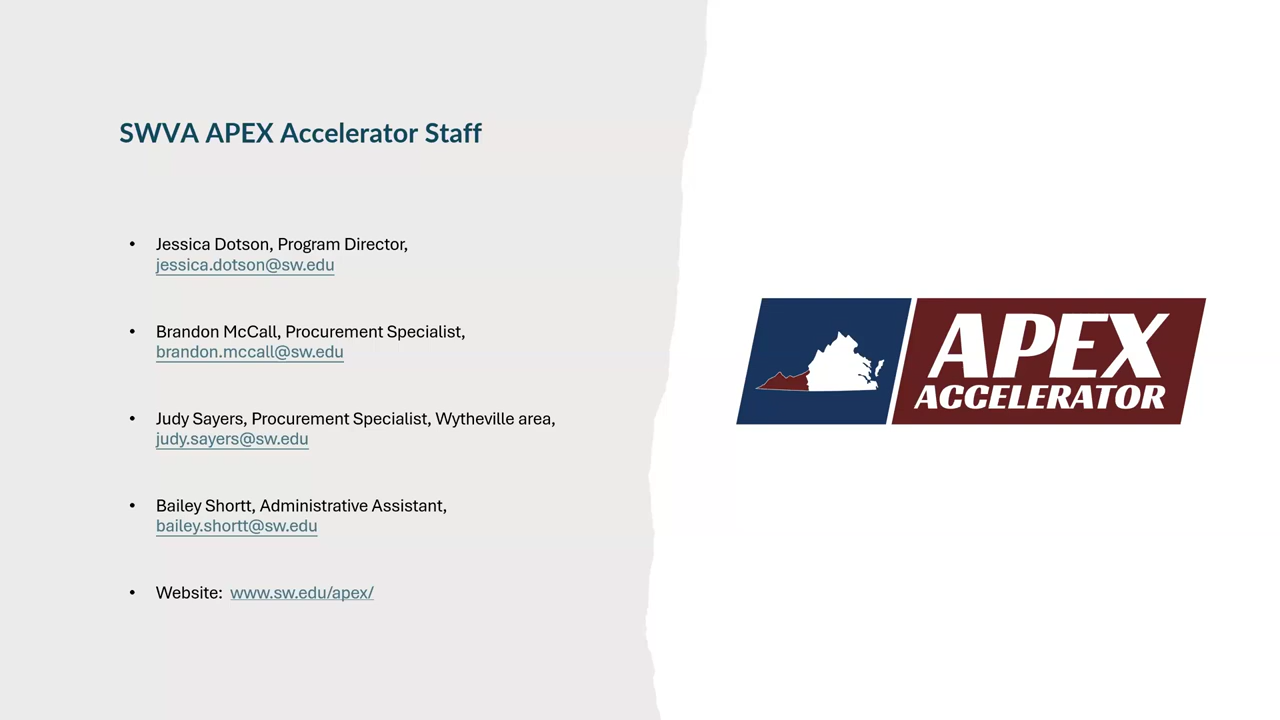 SWVA APEX Accelerator Staff
• Jessica Dotson, Program Director,
jessica.dotson@sw.edu
• Brandon McCall, Procurement Specialist,
brandon.mccall@sw.edu
• Judy Sayers, Procurement Specialist, Wytheville area,
judy.sayers@sw.edu
• Bailey Shortt, Administrative Assistant,
bailey.shortt@sw.edu
• Website: www.sw.edu/apex/
APEX
ACCELERATOR